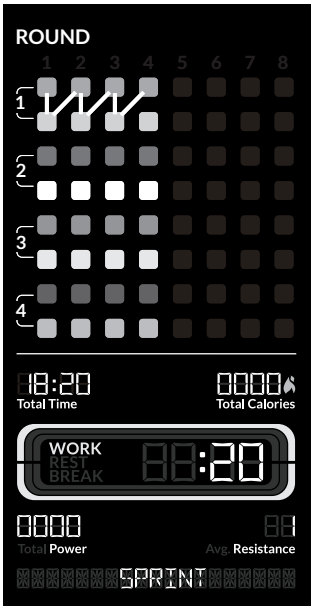 ROUND
1 2 3 4 5 6 7 8
1
2
3
4
18:20 0000
Total Time Total Calories
WORK
REST
BREAK
:20
0000 1
Total Power Avg. Resistance
SPRINT